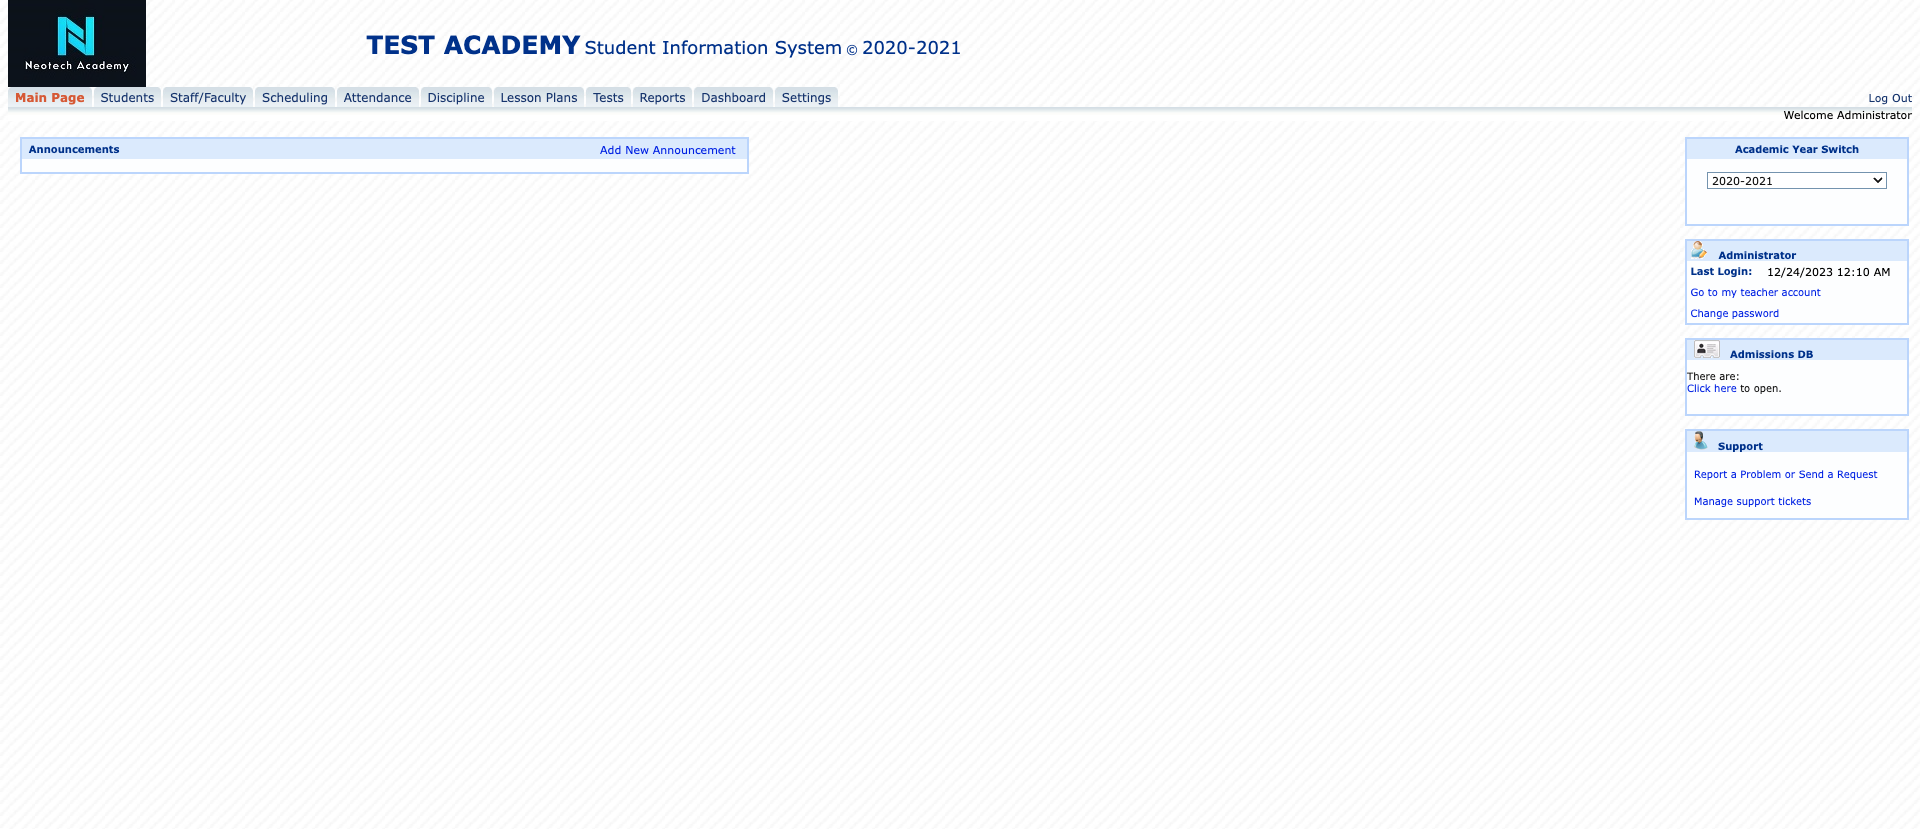 Neotech Academy
TEST ACADEMY Student Information System © 2020-2021
Main Page Students Staff/Faculty Scheduling Attendance Discipline Lesson Plans Tests Reports Dashboard Settings Log Out
Welcome Administrator
Announcements Add New Announcement
Academic Year Switch
2020-2021
Administrator
Last Login: 12/24/2023 12:10 AM
Go to my teacher account
Change password
Admissions DB
There are:
Click here to open.
Support
Report a Problem or Send a Request
Manage support tickets